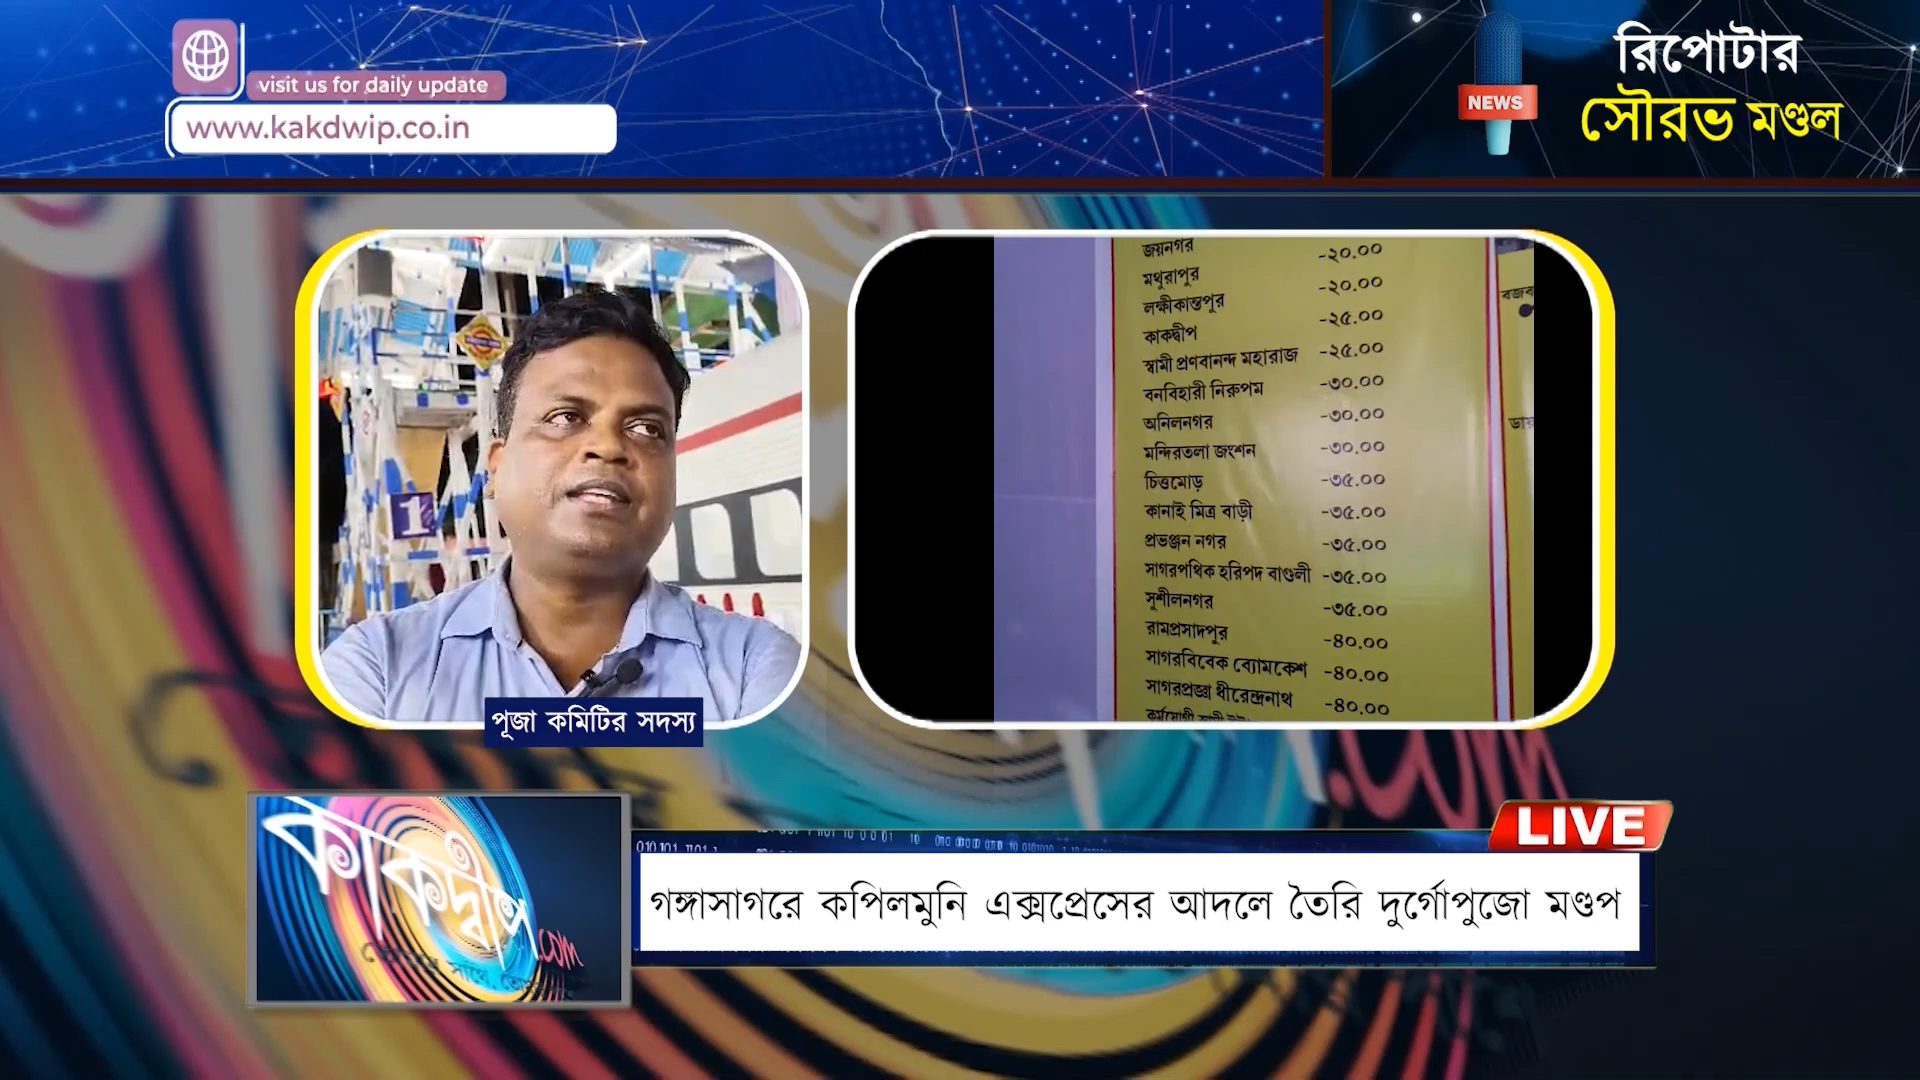 visit us for daily update
www.kakdwip.co.in
NEWS
রিপোটার
সৌরভ মণ্ডল
জয়নগর -২০.০০
মথুরাপুর -২০.০০
লক্ষীকান্তপুর -২৫.০০
কাকদ্বীপ -২৫.০০
স্বামী প্রণবানন্দ মহারাজ -৩০.০০
বনবিহারী নিরুপম -৩০.০০
অনিলনগর -৩০.০০
মন্দিরতলা জংশন -৩৫.০০
চিত্তমোড় -৩৫.০০
কানাই মিত্র বাড়ী -৩৫.০০
প্রভঞ্জন নগর -৩৫.০০
সাগরপথিক হরিপদ বাগুলী -৩৫.০০
সুশীলনগর -৪০.০০
রামপ্রসাদপুর -৪০.০০
সাগরবিবেক ব্যোমকেশ -৪০.০০
সাগরপ্রজ্ঞা ধীরেন্দ্রনাথ
1
পূজা কমিটির সদস্য
কাকদ্বীপ
.com
LIVE
গঙ্গাসাগরে কপিলমুনি এক্সপ্রেসের আদলে তৈরি দুর্গোপুজো মণ্ডপ